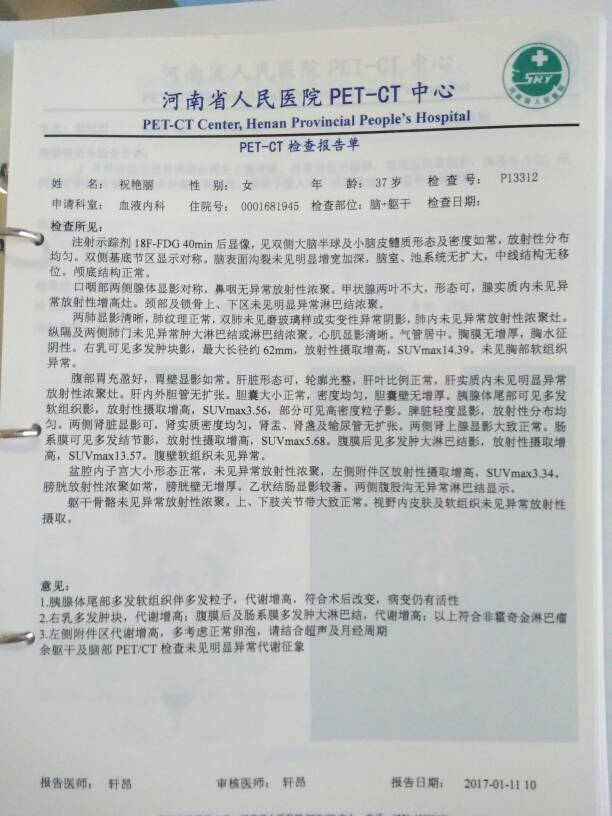 河南省人民医院 PET-CT 中心
PET-CT Center, Henan Provincial People's Hospital
SRY
PET-CT 检查报告单
姓 名: 祝艳丽 性 别: 女 年 龄: 37 岁 检 查 号: P13312
申请科室: 血液内科 住院号: 0001681945 检查部位: 脑+躯干 检查日期:
检查所见:
注射示踪剂 18F-FDG 40min 后显像,见双侧大脑半球及小脑皮髓质形态及密度如常,放射性分布
均匀。双侧基底节区显示对称。脑表面沟裂未见明显增宽加深,脑室、池系统无扩大,中线结构无移
位。颅底结构正常。
口咽部两侧腺体显影对称,鼻咽无异常放射性浓聚。甲状腺两叶不大,形态可,腺实质内未见异
常放射性增高灶。颈部及锁骨上、下区未见明显异常淋巴结浓聚。
两肺显影清晰,肺纹理正常,双肺未见磨玻璃样或实变性异常阴影,肺内未见异常放射性浓聚灶。
纵隔及两侧肺门未见异常肿大淋巴结或淋巴结浓聚。心肌显影清晰。气管居中。胸膜无增厚,胸水征
阴性。右乳可见多发肿块影,最大长径约 62mm,放射性摄取增高,SUVmax14.39。未见胸部软组织
异常。
腹部胃充盈好,胃壁显影如常。肝脏形态可,轮廓光整,肝叶比例正常,肝实质内未见明显异常
放射性浓聚灶。肝内外胆管无扩张。胆囊大小正常,密度均匀,胆囊壁无增厚。胰腺体尾部可见多发
软组织影,放射性摄取增高,SUVmax3.56,部分可见高密度粒子影。脾脏轻度显影,放射性分布均
匀。两侧肾脏显影可,肾实质密度均匀,肾盂、肾盏及输尿管无扩张。两侧肾上腺显影大致正常。肠
系膜可见多发结节影,放射性摄取增高,SUVmax5.68。腹膜后见多发肿大淋巴结影,放射性摄取增
高,SUVmax13.57。腹壁软组织未见异常。
盆腔内子宫大小形态正常,未见异常放射性浓聚,左侧附件区放射性摄取增高,SUVmax3.34。
膀胱放射性浓聚如常,膀胱壁无增厚。乙状结肠显影较著。两侧腹股沟无异常淋巴结显示。
躯干骨骼未见异常放射性浓聚。上、下肢关节带大致正常。视野内皮肤及软组织未见异常放射性
摄取。
意见:
1.胰腺体尾部多发软组织伴多发粒子,代谢增高,符合术后改变,病变仍有活性
2.右乳多发肿块,代谢增高;腹膜后及肠系膜多发肿大淋巴结,代谢增高;以上符合非霍奇金淋巴瘤
3.左侧附件区代谢增高,多考虑正常卵泡,请结合超声及月经周期
余躯干及脑部 PET/CT 检查未见明显异常代谢征象
报告医师: 轩昂 审核医师: 轩昂 报告日期: 2017-01-11 10